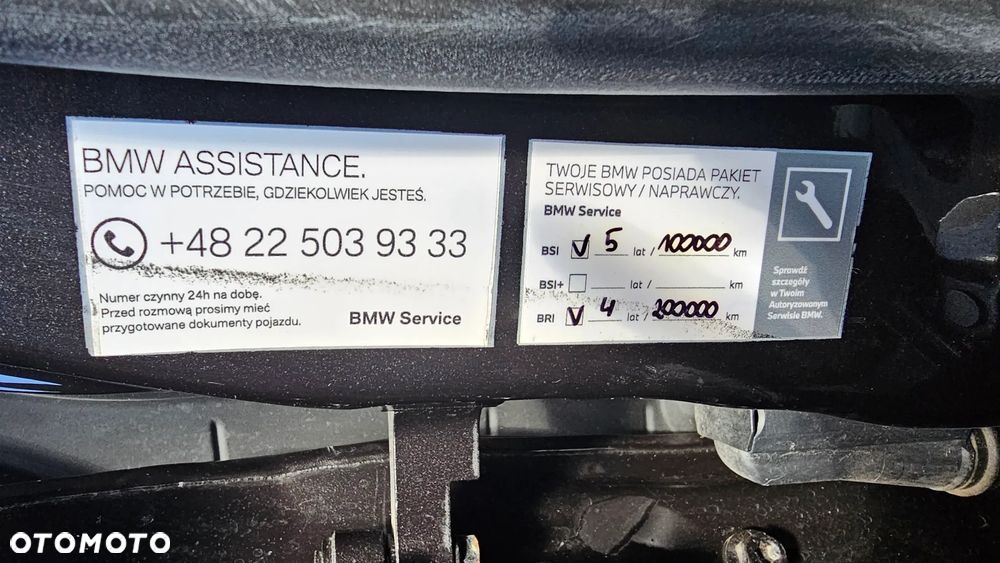 BMW ASSISTANCE.
POMOC W POTRZEBIE, GDZIEKOLWIEK JESTEŚ.
+48 22 503 93 33
Numer czynny 24h na dobę.
Przed rozmową prosimy mieć
przygotowane dokumenty pojazdu.
BMW Service
TWOJE BMW POSIADA PAKIET
SERWISOWY / NAPRAWCZY.
BMW Service
BSI 5 lat / 100000 km
BSI+ lat / km
BRI 4 lat / 200000 km
Sprawdź
szczegóły
w Twoim
Autoryzowanym
Serwisie BMW.
OTOMOTO